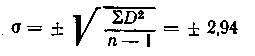 σ = ± √ ΣD² / n − 1 = ± 2,94